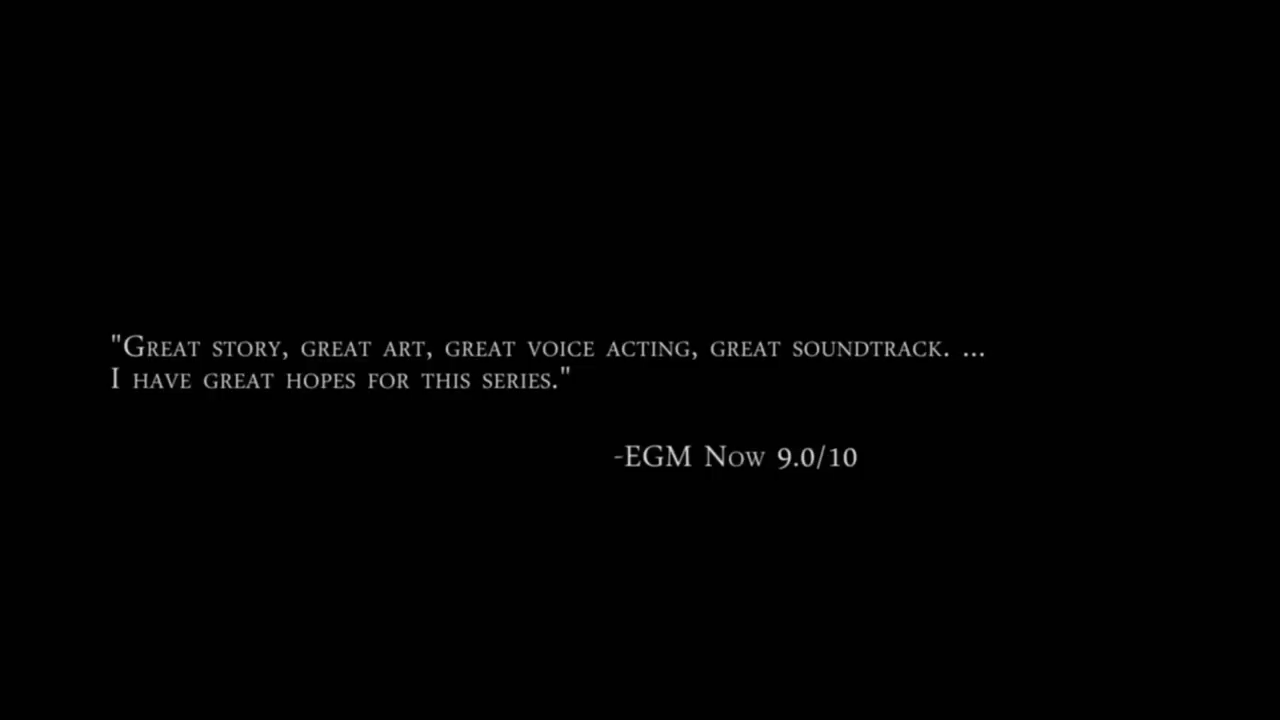 "Great story, great art, great voice acting, great soundtrack. ...
I have great hopes for this series."
-EGM Now 9.0/10